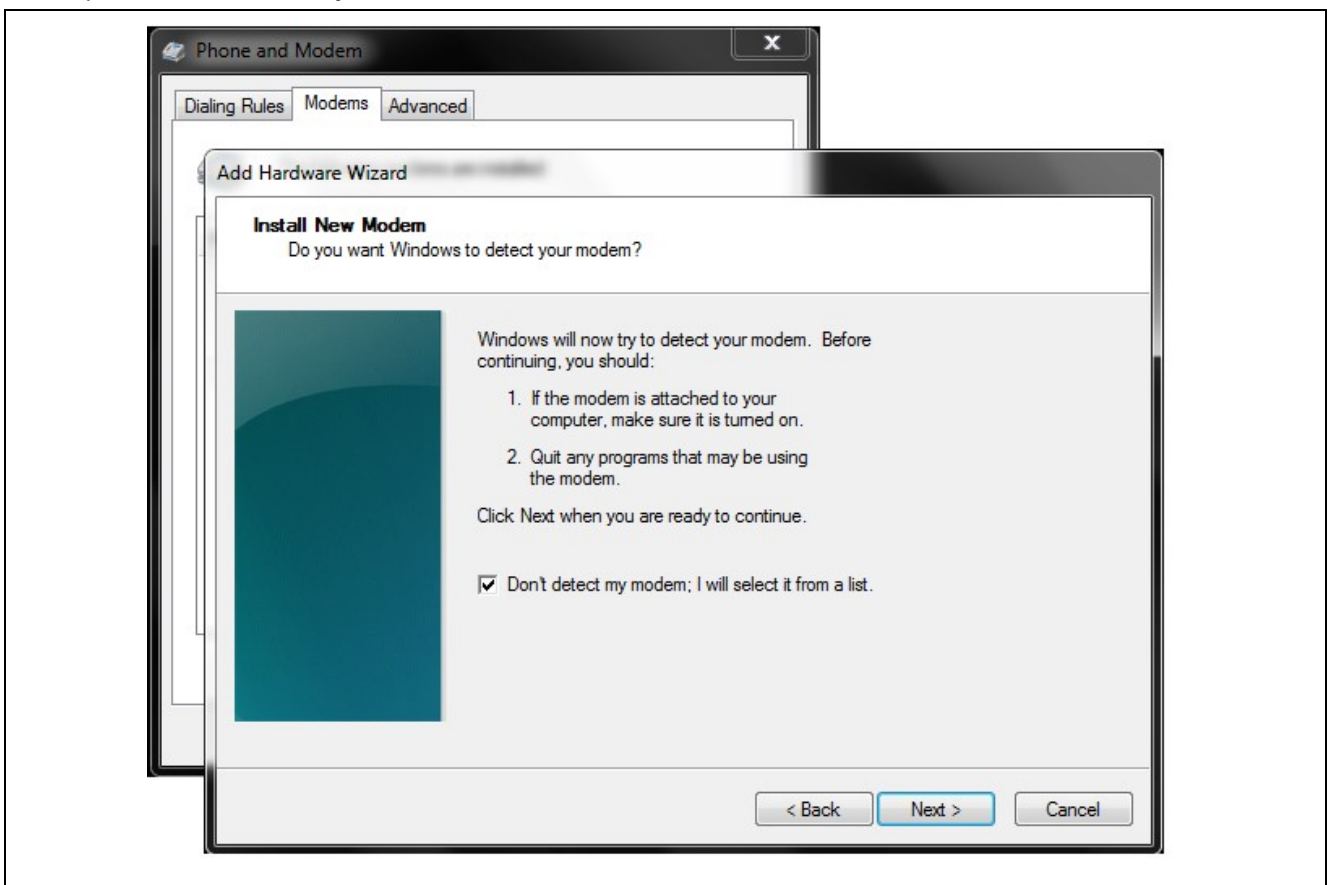 Phone and Modem
x
Dialing Rules Modems Advanced
Add Hardware Wizard
Install New Modem
Do you want Windows to detect your modem?
Windows will now try to detect your modem. Before
continuing, you should:
1. If the modem is attached to your
computer, make sure it is turned on.
2. Quit any programs that may be using
the modem.
Click Next when you are ready to continue.
Don't detect my modem; I will select it from a list.
< Back Next > Cancel